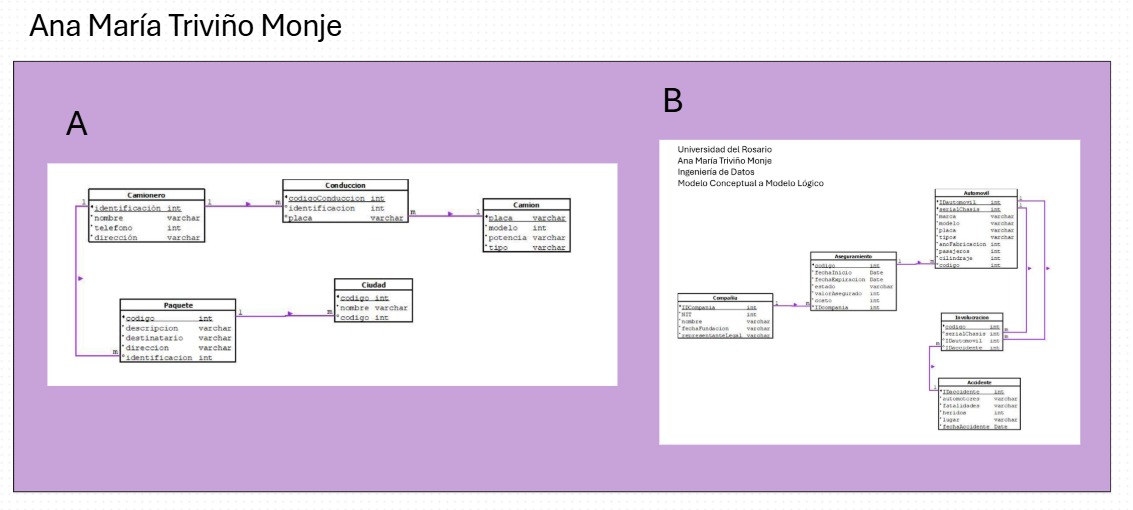 Ana María Triviño Monje
A
Camionero
*identificación int
*nombre varchar
*telefono int
*dirección varchar
1
1
m
Conduccion
*codigoConduccion int
*identificacion int
*placa varchar
m
1
Camion
*placa varchar
*modelo int
*potencia varchar
*tipo varchar
Paquete
*codigo int
*descripcion varchar
*destinatario varchar
*direccion varchar
*identificacion int
m
1
m
Ciudad
*codigo int
*nombre varchar
*codigo int
B
Universidad del Rosario
Ana María Triviño Monje
Ingeniería de Datos
Modelo Conceptual a Modelo Lógico
Compañia
*IDCompania int
*NIT int
*nombre varchar
*fechaFundacion varchar
*representanteLegal varchar
1
m
Aseguramiento
*codigo int
*fechaInicio Date
*fechaExpiracion Date
*estado varchar
*valorAsegurado int
*costo int
*IDCompania int
1
m
Automovil
*IDautomovil int
*serialChasis int
*marca varchar
*modelo varchar
*placa varchar
*tipos varchar
*anoFabricacion int
*pasajeros int
*cilindraje int
*codigo int
1
1
Involucracion
*codigo int
*serialChasis int
*IDautomovil int
*IDaccidente int
m
m
m
1
Accidente
*IDaccidente int
*automotores varchar
*fatalidades varchar
*heridos int
*lugar varchar
*fechaAccidente Date